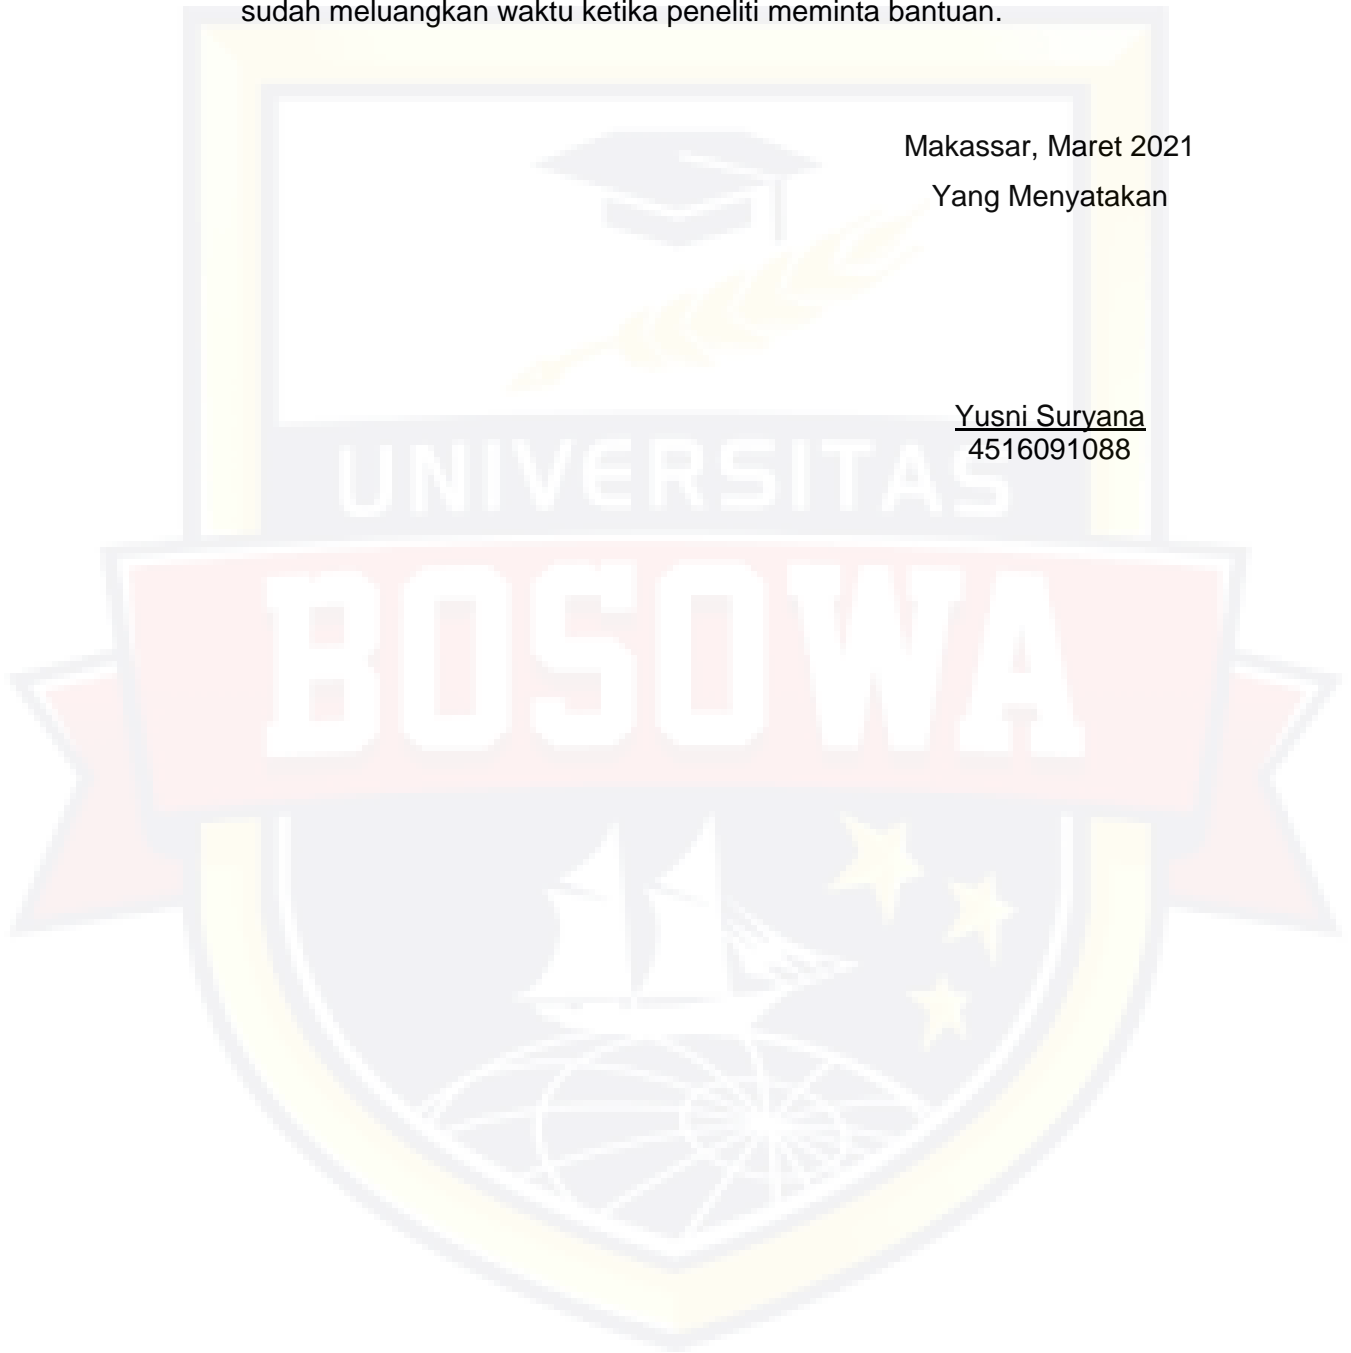 sudah meluangkan waktu ketika peneliti meminta bantuan.
Makassar, Maret 2021
Yang Menyatakan
Yusni Suryana
4516091088
UNIVERSITAS
BOSOWA